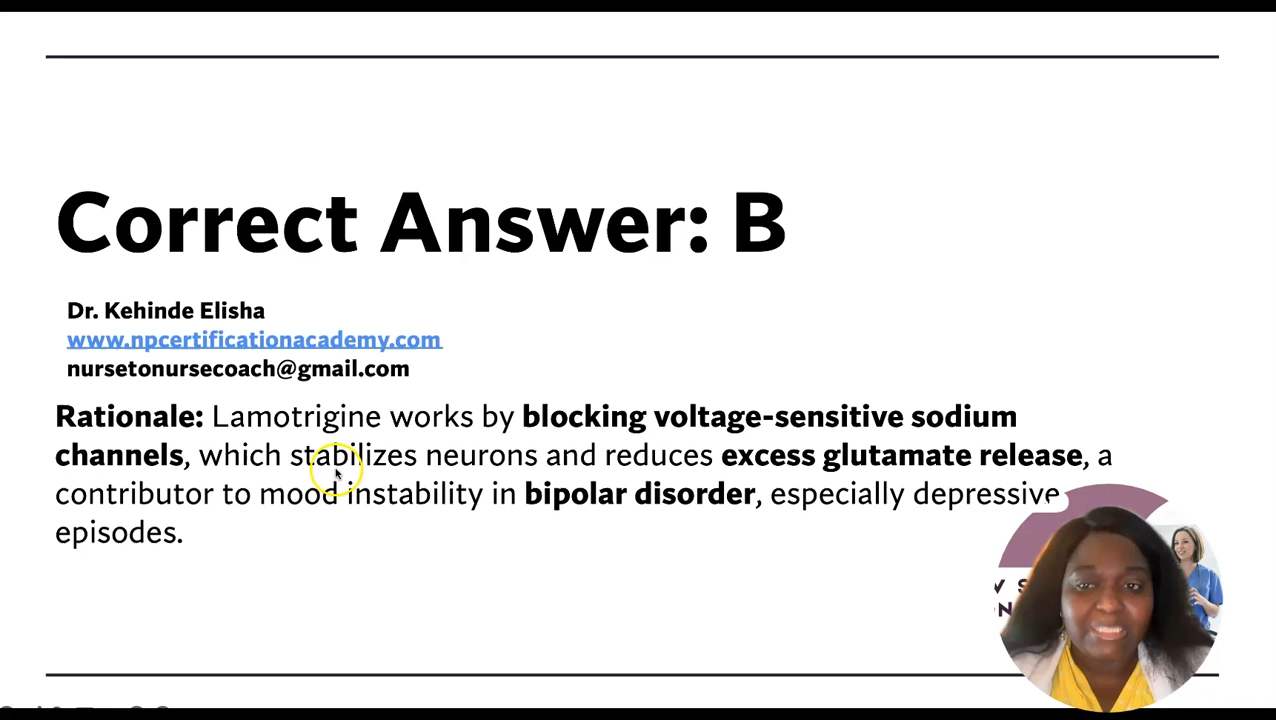 Correct Answer: B
Dr. Kehinde Elisha
www.npcertificationacademy.com
nursetonursecoach@gmail.com
Rationale: Lamotrigine works by blocking voltage-sensitive sodium
channels, which stabilizes neurons and reduces excess glutamate release, a
contributor to mood instability in bipolar disorder, especially depressive
episodes.